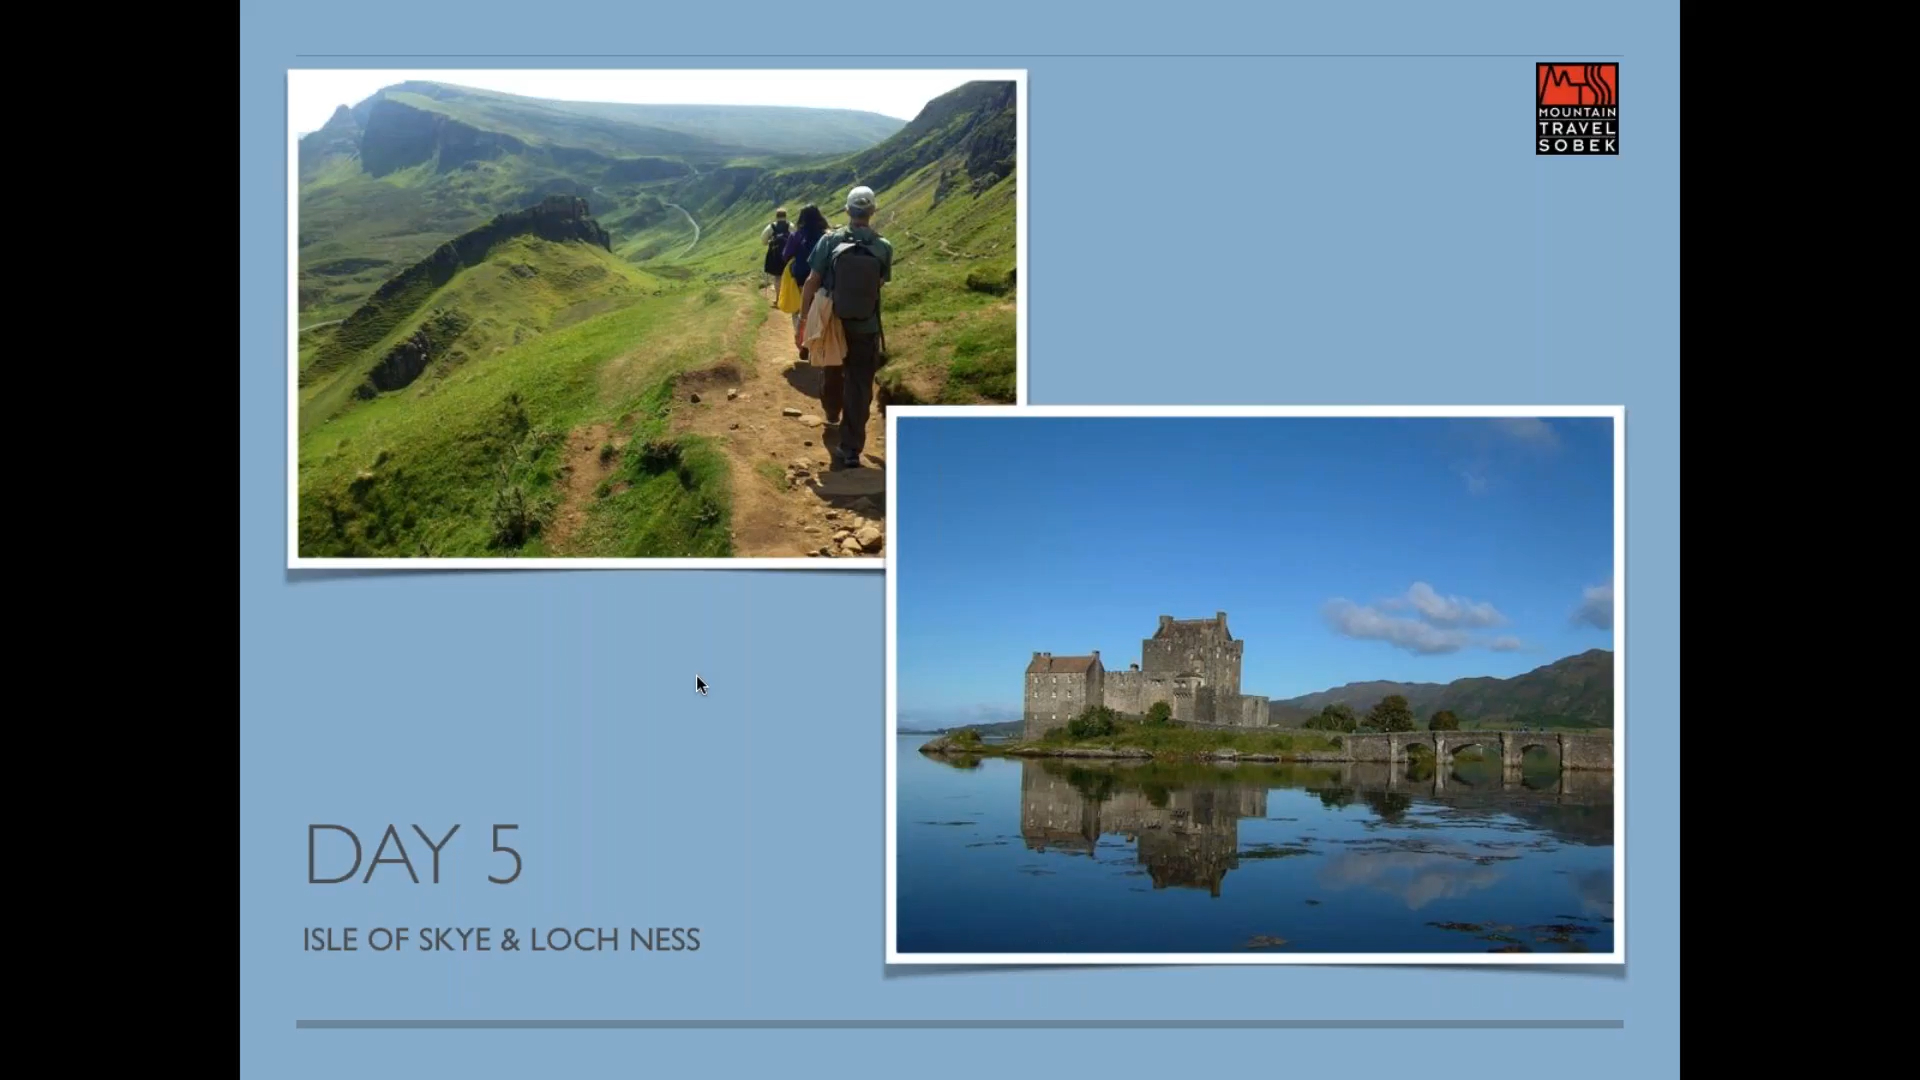 MOUNTAIN
TRAVEL
SOBEK
DAY 5
ISLE OF SKYE & LOCH NESS